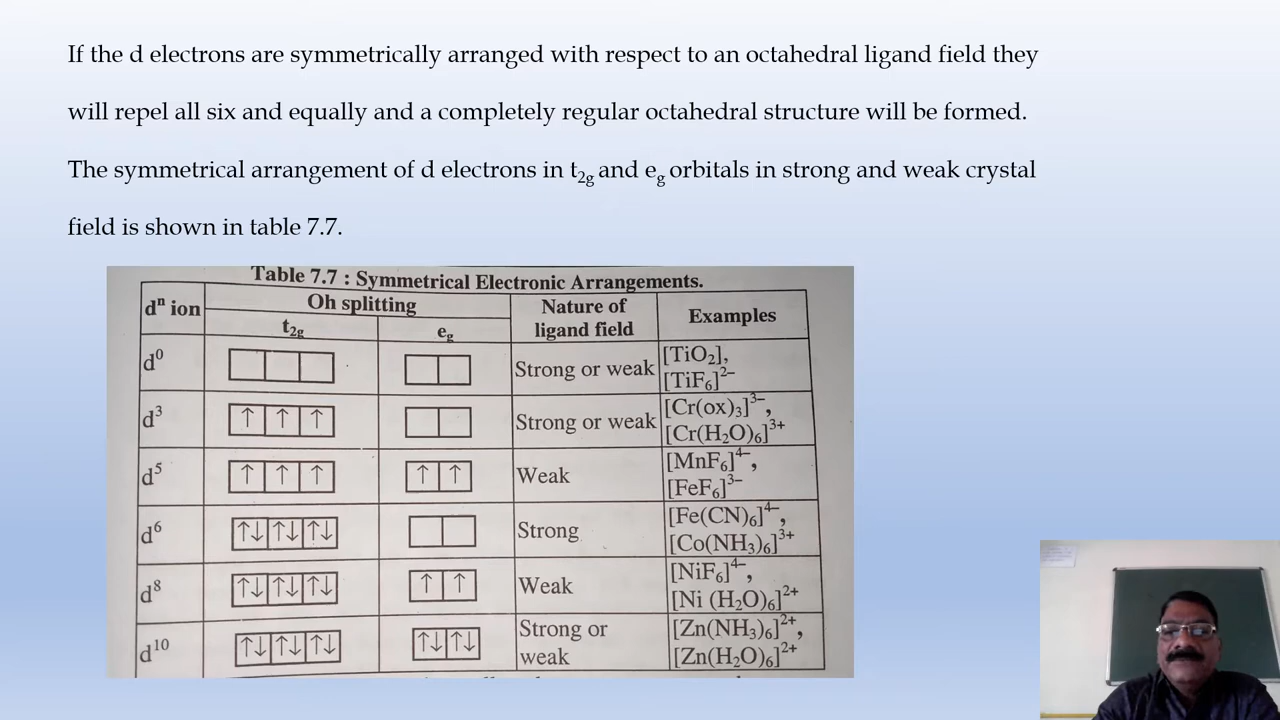 If the d electrons are symmetrically arranged with respect to an octahedral ligand field they
will repel all six and equally and a completely regular octahedral structure will be formed.
The symmetrical arrangement of d electrons in t₂g and eg orbitals in strong and weak crystal
field is shown in table 7.7.
Table 7.7 : Symmetrical Electronic Arrangements.
dⁿ ion Oh splitting Nature of ligand field Examples
t₂g eg
d⁰ Strong or weak [TiO₂],
[TiF₆]²⁻
d³ ↑ ↑ ↑ Strong or weak [Cr(ox)₃]³⁻,
[Cr(H₂O)₆]³⁺
d⁵ ↑ ↑ ↑ ↑ ↑ Weak [MnF₆]⁴⁻,
[FeF₆]³⁻
d⁶ ↑↓ ↑↓ ↑↓ Strong [Fe(CN)₆]⁴⁻,
[Co(NH₃)₆]³⁺
d⁸ ↑↓ ↑↓ ↑↓ ↑ ↑ Weak [NiF₆]⁴⁻,
[Ni (H₂O)₆]²⁺
d¹⁰ ↑↓ ↑↓ ↑↓ ↑↓ ↑↓ Strong or weak [Zn(NH₃)₆]²⁺,
[Zn(H₂O)₆]²⁺